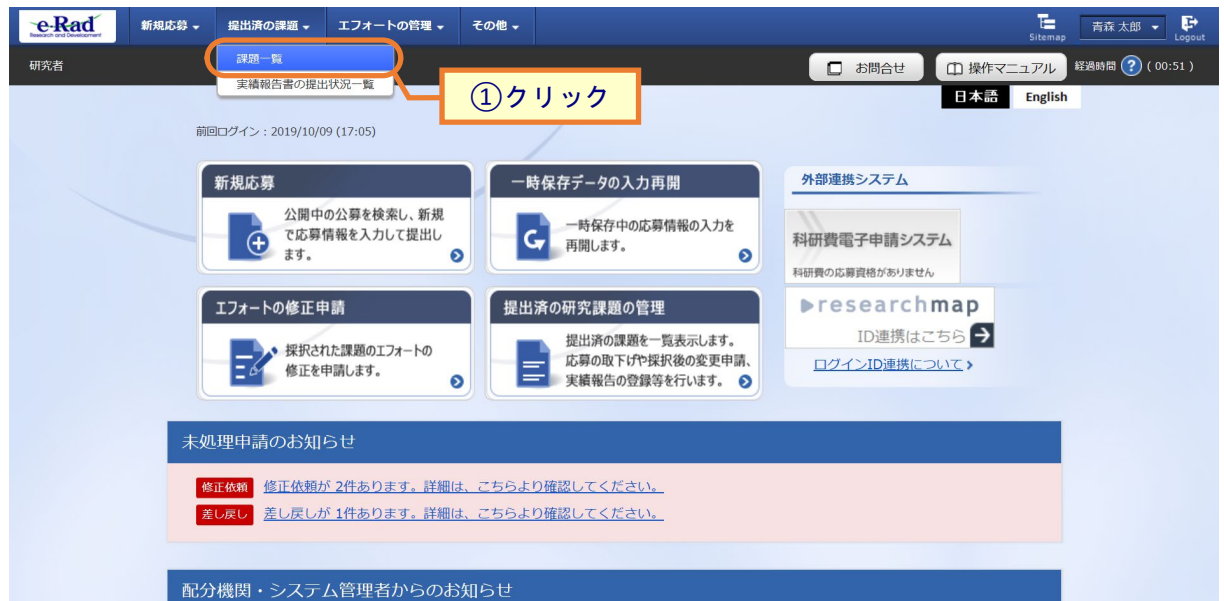 e-Rad
Research and Development
新規応募
提出済の課題
エフォートの管理
その他
Sitemap
青森 太郎
Logout
研究者
課題一覧
実績報告書の提出状況一覧
①クリック
お問合せ
操作マニュアル
経過時間 ? ( 00:51 )
日本語
English
前回ログイン : 2019/10/09 (17:05)
新規応募
公開中の公募を検索し、新規
で応募情報を入力して提出し
ます。
一時保存データの入力再開
一時保存中の応募情報の入力を
再開します。
外部連携システム
科研費電子申請システム
科研費の応募資格がありません
エフォートの修正申請
採択された課題のエフォートの
修正を申請します。
提出済の研究課題の管理
提出済の課題を一覧表示します。
応募の取下げや採択後の変更申請、
実績報告の登録等を行います。
researchmap
ID連携はこちら
ログインID連携について
未処理申請のお知らせ
修正依頼 修正依頼が 2件あります。詳細は、こちらより確認してください。
差し戻し 差し戻しが 1件あります。詳細は、こちらより確認してください。
配分機関・システム管理者からのお知らせ